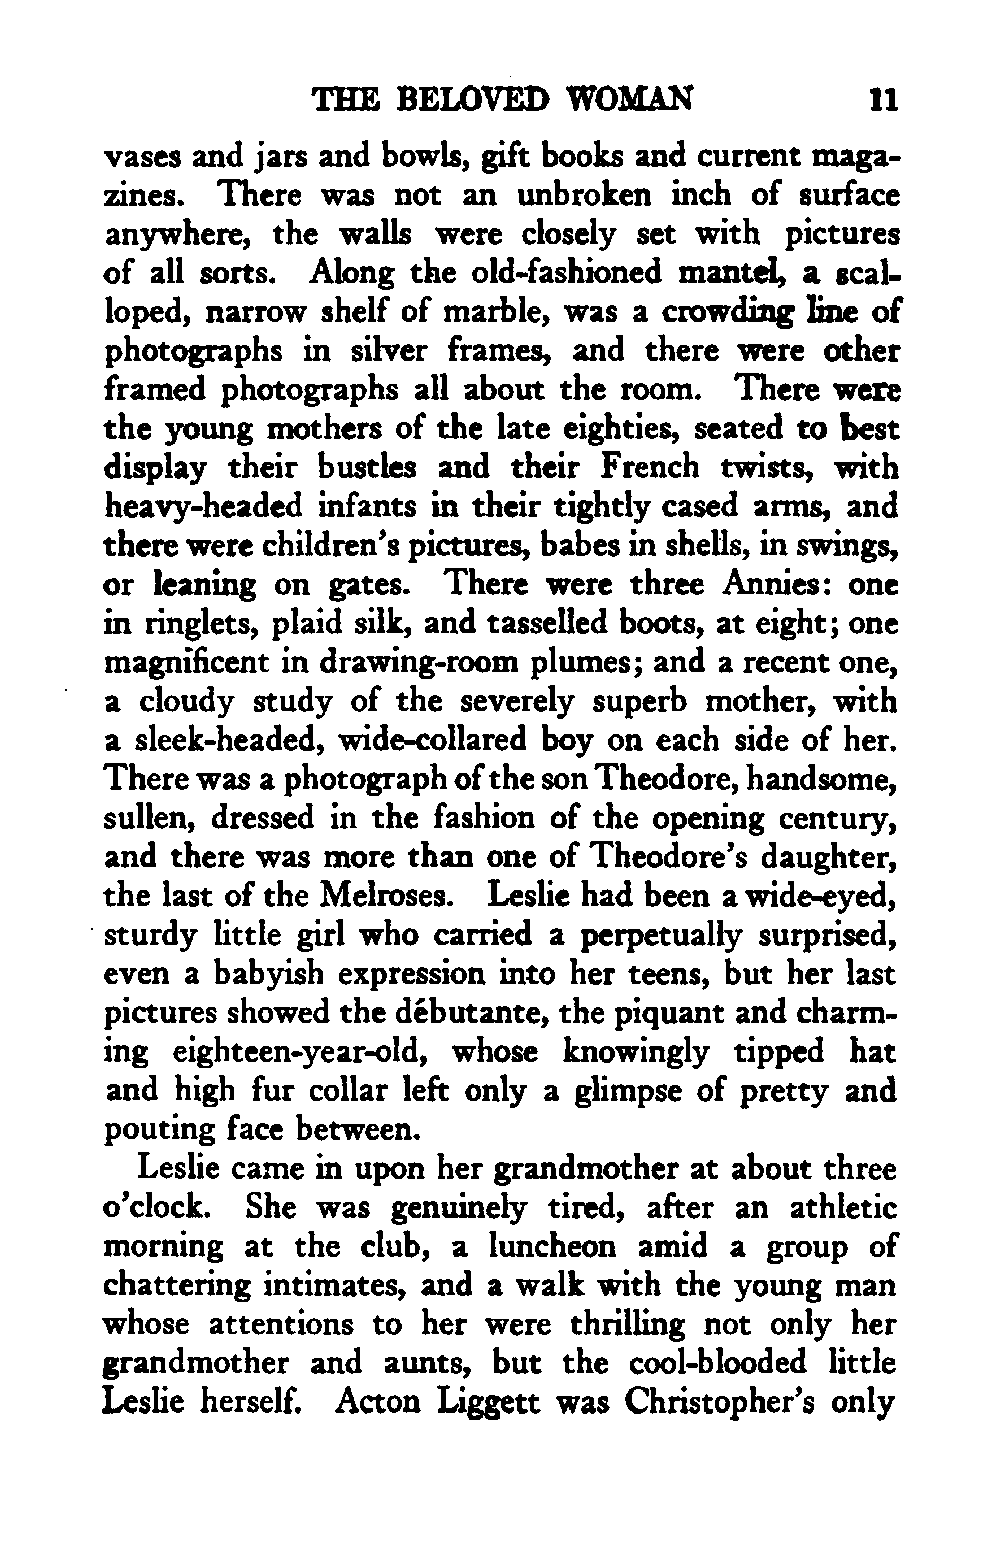 THE BELOVED WOMAN 11
vases and jars and bowls, gift books and current maga-
zines. There was not an unbroken inch of surface
anywhere, the walls were closely set with pictures
of all sorts. Along the old-fashioned mantel, a scal-
loped, narrow shelf of marble, was a crowding line of
photographs in silver frames, and there were other
framed photographs all about the room. There were
the young mothers of the late eighties, seated to best
display their bustles and their French twists, with
heavy-headed infants in their tightly cased arms, and
there were children's pictures, babes in shells, in swings,
or leaning on gates. There were three Annies: one
in ringlets, plaid silk, and tasselled boots, at eight; one
magnificent in drawing-room plumes; and a recent one,
a cloudy study of the severely superb mother, with
a sleek-headed, wide-collared boy on each side of her.
There was a photograph of the son Theodore, handsome,
sullen, dressed in the fashion of the opening century,
and there was more than one of Theodore's daughter,
the last of the Melroses. Leslie had been a wide-eyed,
sturdy little girl who carried a perpetually surprised,
even a babyish expression into her teens, but her last
pictures showed the débutante, the piquant and charm-
ing eighteen-year-old, whose knowingly tipped hat
and high fur collar left only a glimpse of pretty and
pouting face between.
Leslie came in upon her grandmother at about three
o'clock. She was genuinely tired, after an athletic
morning at the club, a luncheon amid a group of
chattering intimates, and a walk with the young man
whose attentions to her were thrilling not only her
grandmother and aunts, but the cool-blooded little
Leslie herself. Acton Liggett was Christopher's only